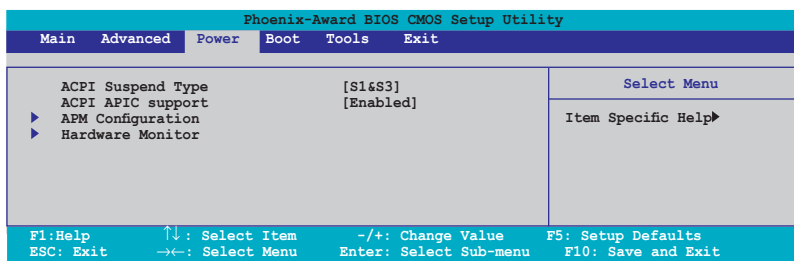 Phoenix-Award BIOS CMOS Setup Utility
Main Advanced Power Boot Tools Exit
ACPI Suspend Type [S1&S3] Select Menu
ACPI APIC support [Enabled]
APM Configuration Item Specific Help
Hardware Monitor
F1:Help ↑↓: Select Item -/+: Change Value F5: Setup Defaults
ESC: Exit →←: Select Menu Enter: Select Sub-menu F10: Save and Exit